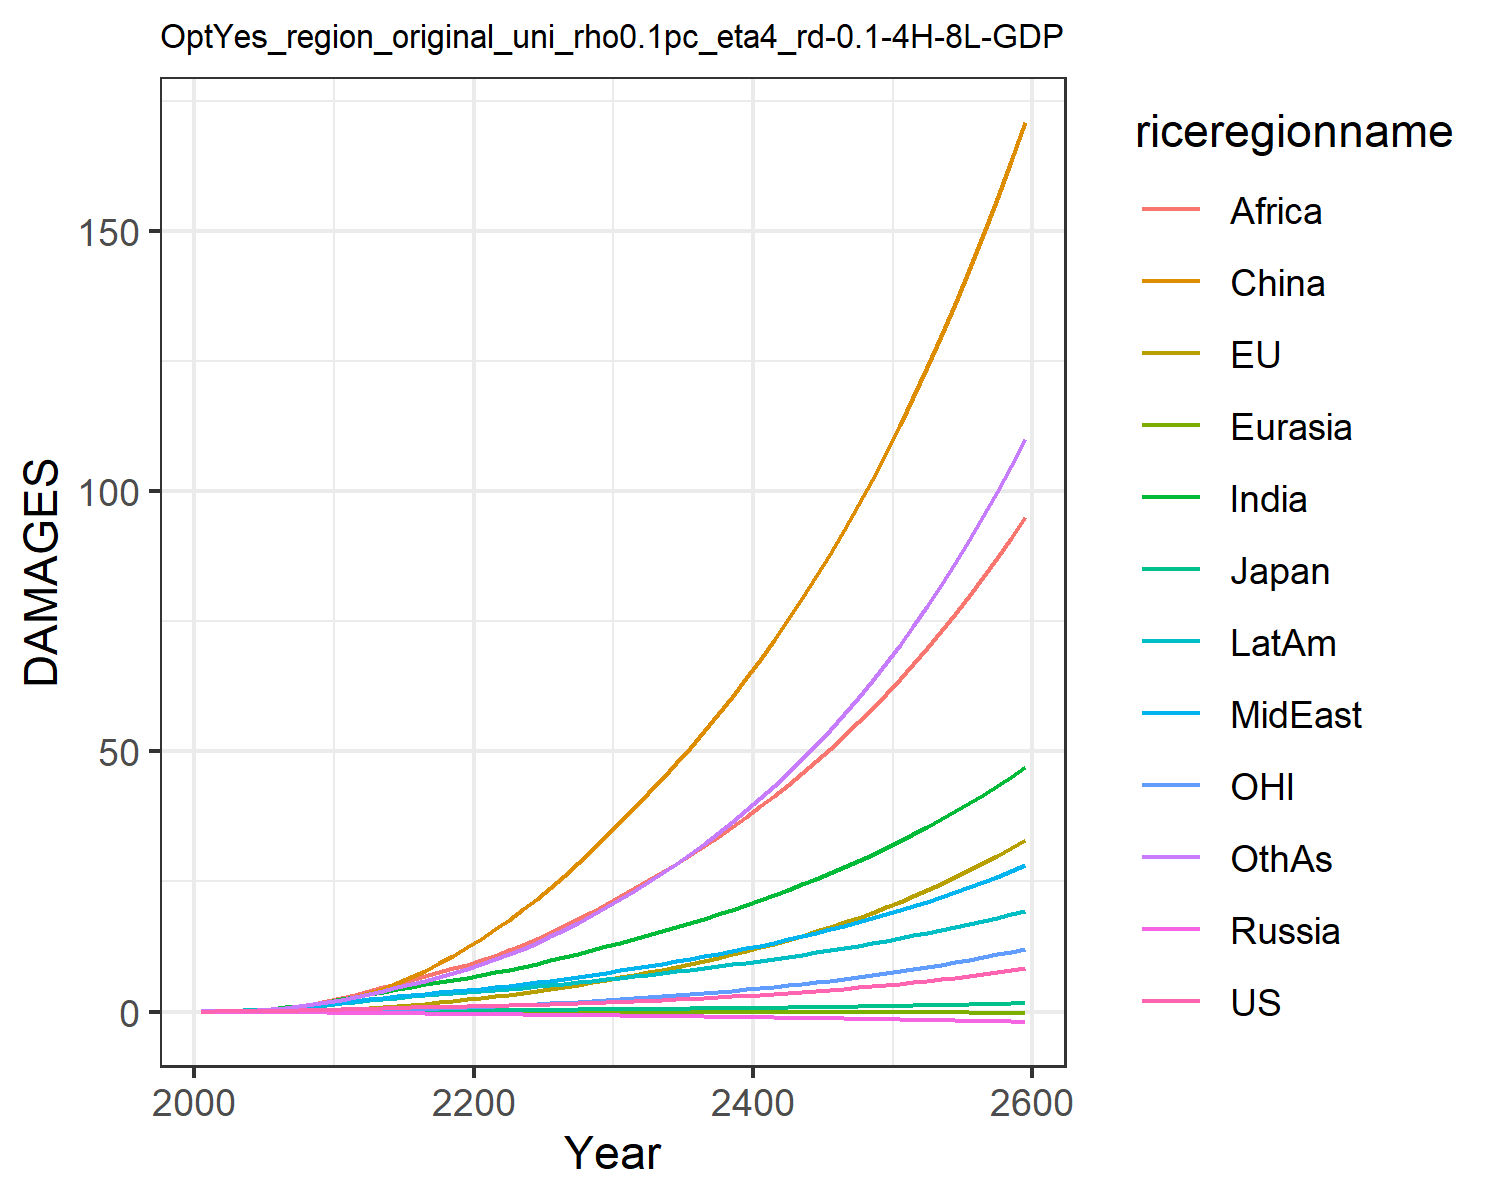 OptYes_region_original_uni_rho0.1pc_eta4_rd-0.1-4H-8L-GDP
DAMAGES
150
100
50
0
2000 2200 2400 2600
Year
riceregionname
Africa
China
EU
Eurasia
India
Japan
LatAm
MidEast
OHI
OthAs
Russia
US